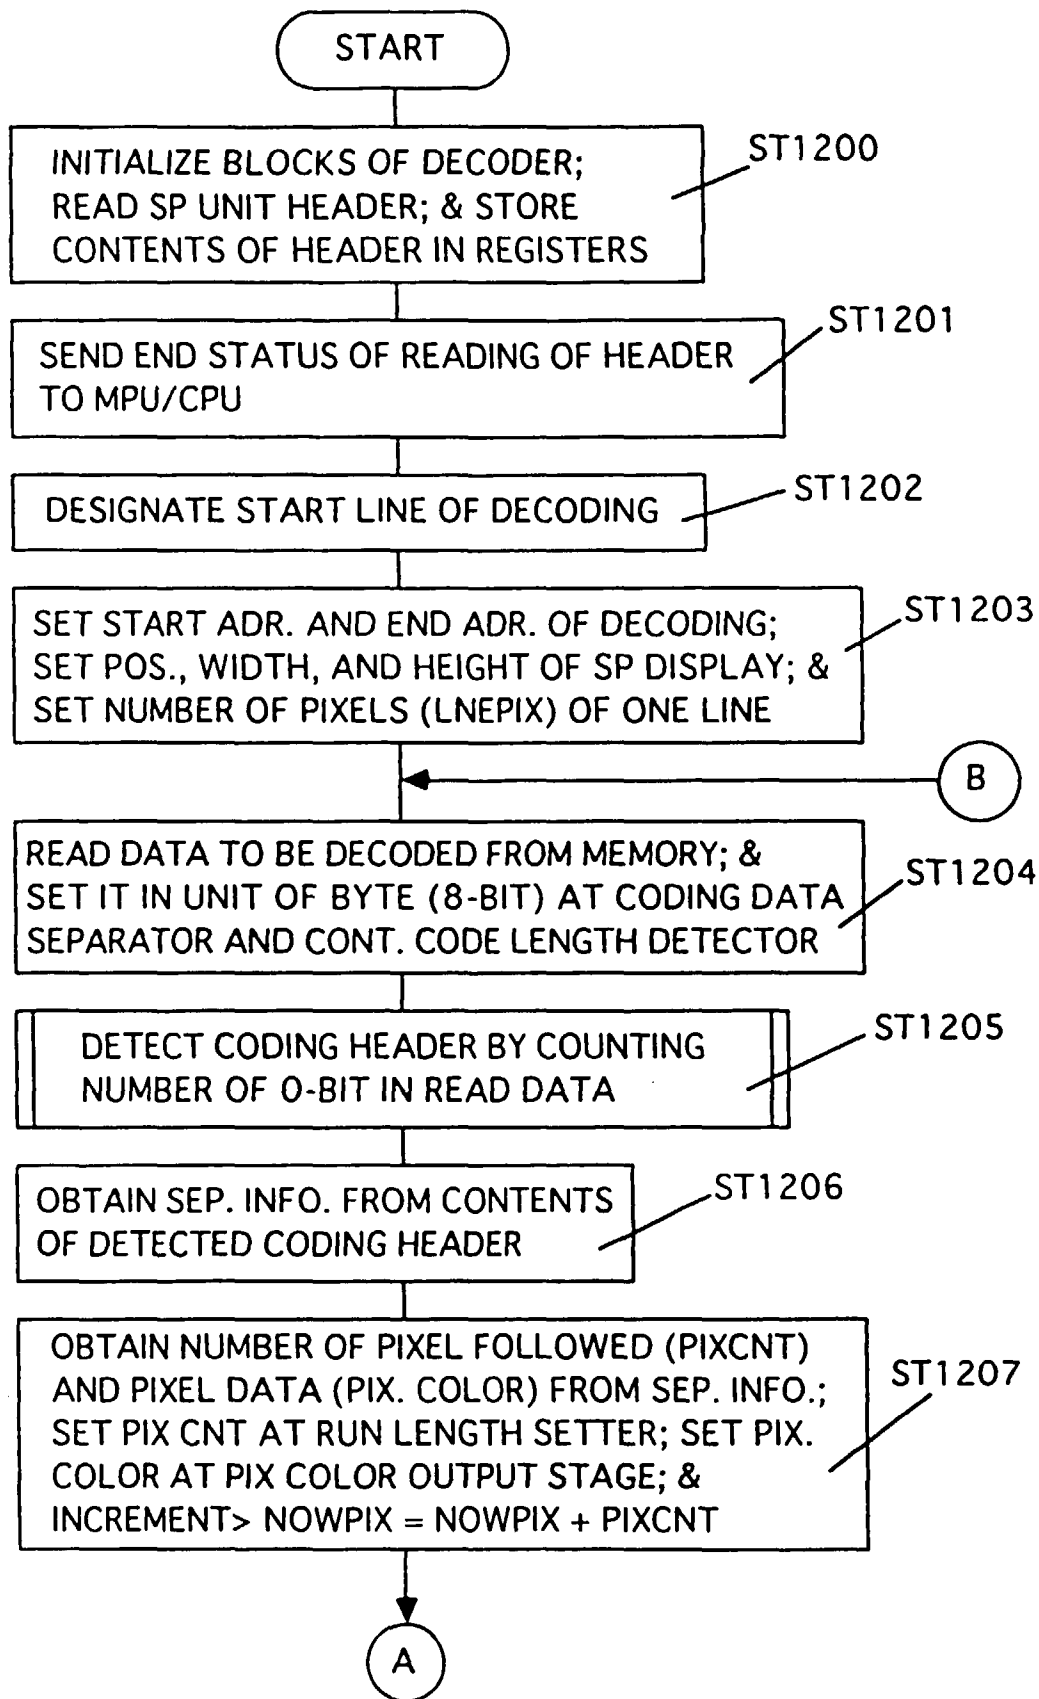 START
INITIALIZE BLOCKS OF DECODER;
READ SP UNIT HEADER; & STORE
CONTENTS OF HEADER IN REGISTERS
ST1200
SEND END STATUS OF READING OF HEADER
TO MPU/CPU
ST1201
DESIGNATE START LINE OF DECODING
ST1202
SET START ADR. AND END ADR. OF DECODING;
SET POS., WIDTH, AND HEIGHT OF SP DISPLAY; &
SET NUMBER OF PIXELS (LNEPIX) OF ONE LINE
ST1203
B
READ DATA TO BE DECODED FROM MEMORY; &
SET IT IN UNIT OF BYTE (8-BIT) AT CODING DATA
SEPARATOR AND CONT. CODE LENGTH DETECTOR
ST1204
DETECT CODING HEADER BY COUNTING
NUMBER OF 0-BIT IN READ DATA
ST1205
OBTAIN SEP. INFO. FROM CONTENTS
OF DETECTED CODING HEADER
ST1206
OBTAIN NUMBER OF PIXEL FOLLOWED (PIXCNT)
AND PIXEL DATA (PIX. COLOR) FROM SEP. INFO.;
SET PIX CNT AT RUN LENGTH SETTER; SET PIX.
COLOR AT PIX COLOR OUTPUT STAGE; &
INCREMENT> NOWPIX = NOWPIX + PIXCNT
ST1207
A